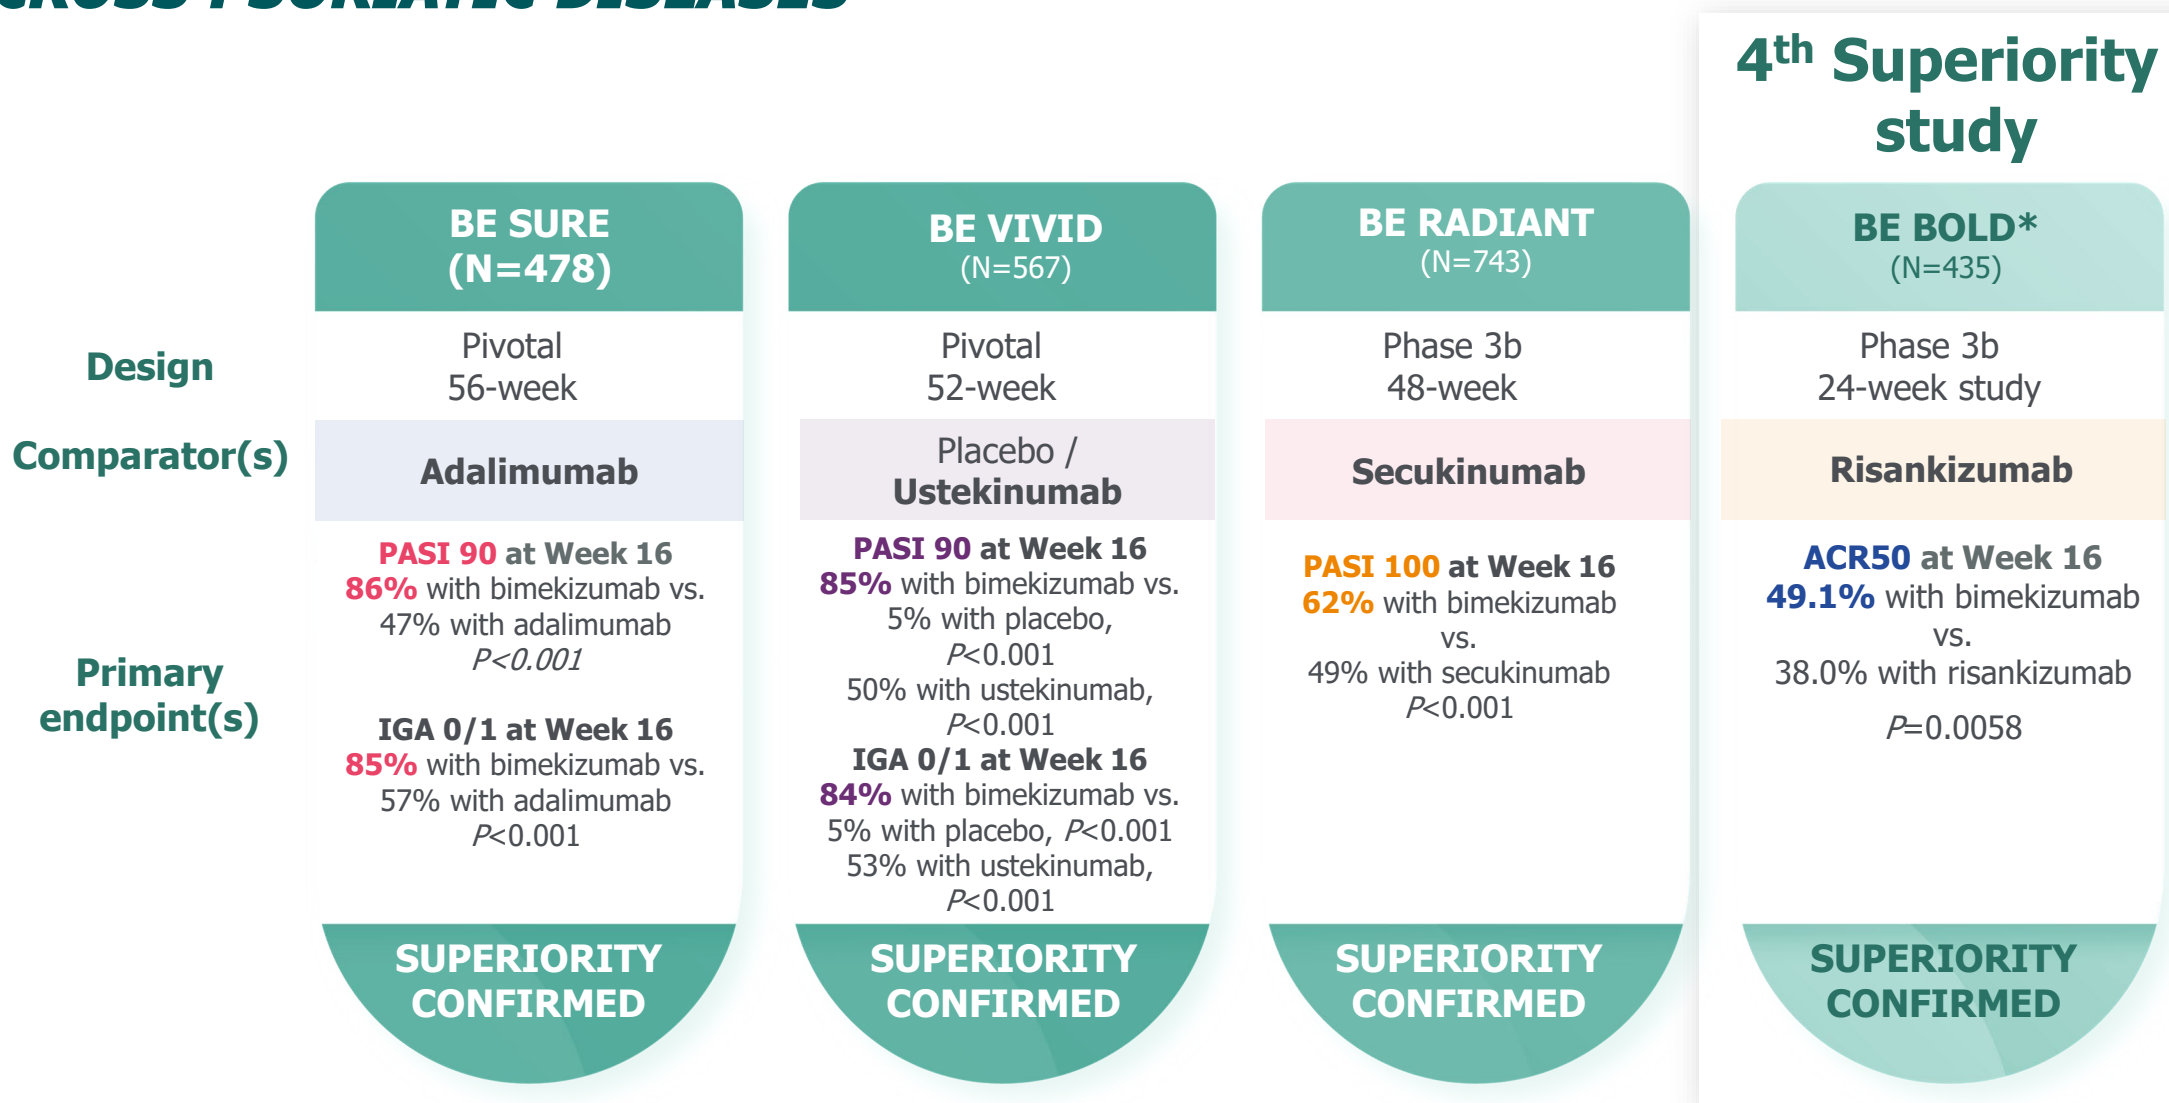 4th Superiority
study
BE SURE
(N=478)
BE VIVID
(N=567)
BE RADIANT
(N=743)
BE BOLD*
(N=435)
Design
Pivotal
56-week
Pivotal
52-week
Phase 3b
48-week
Phase 3b
24-week study
Comparator(s)
Adalimumab
Placebo /
Ustekinumab
Secukinumab
Risankizumab
Primary
endpoint(s)
PASI 90 at Week 16
86% with bimekizumab vs.
47% with adalimumab
P<0.001
IGA 0/1 at Week 16
85% with bimekizumab vs.
57% with adalimumab
P<0.001
PASI 90 at Week 16
85% with bimekizumab vs.
5% with placebo,
P<0.001
50% with ustekinumab,
P<0.001
IGA 0/1 at Week 16
84% with bimekizumab vs.
5% with placebo, P<0.001
53% with ustekinumab,
P<0.001
PASI 100 at Week 16
62% with bimekizumab
vs.
49% with secukinumab
P<0.001
ACR50 at Week 16
49.1% with bimekizumab
vs.
38.0% with risankizumab
P=0.0058
SUPERIORITY
CONFIRMED
SUPERIORITY
CONFIRMED
SUPERIORITY
CONFIRMED
SUPERIORITY
CONFIRMED